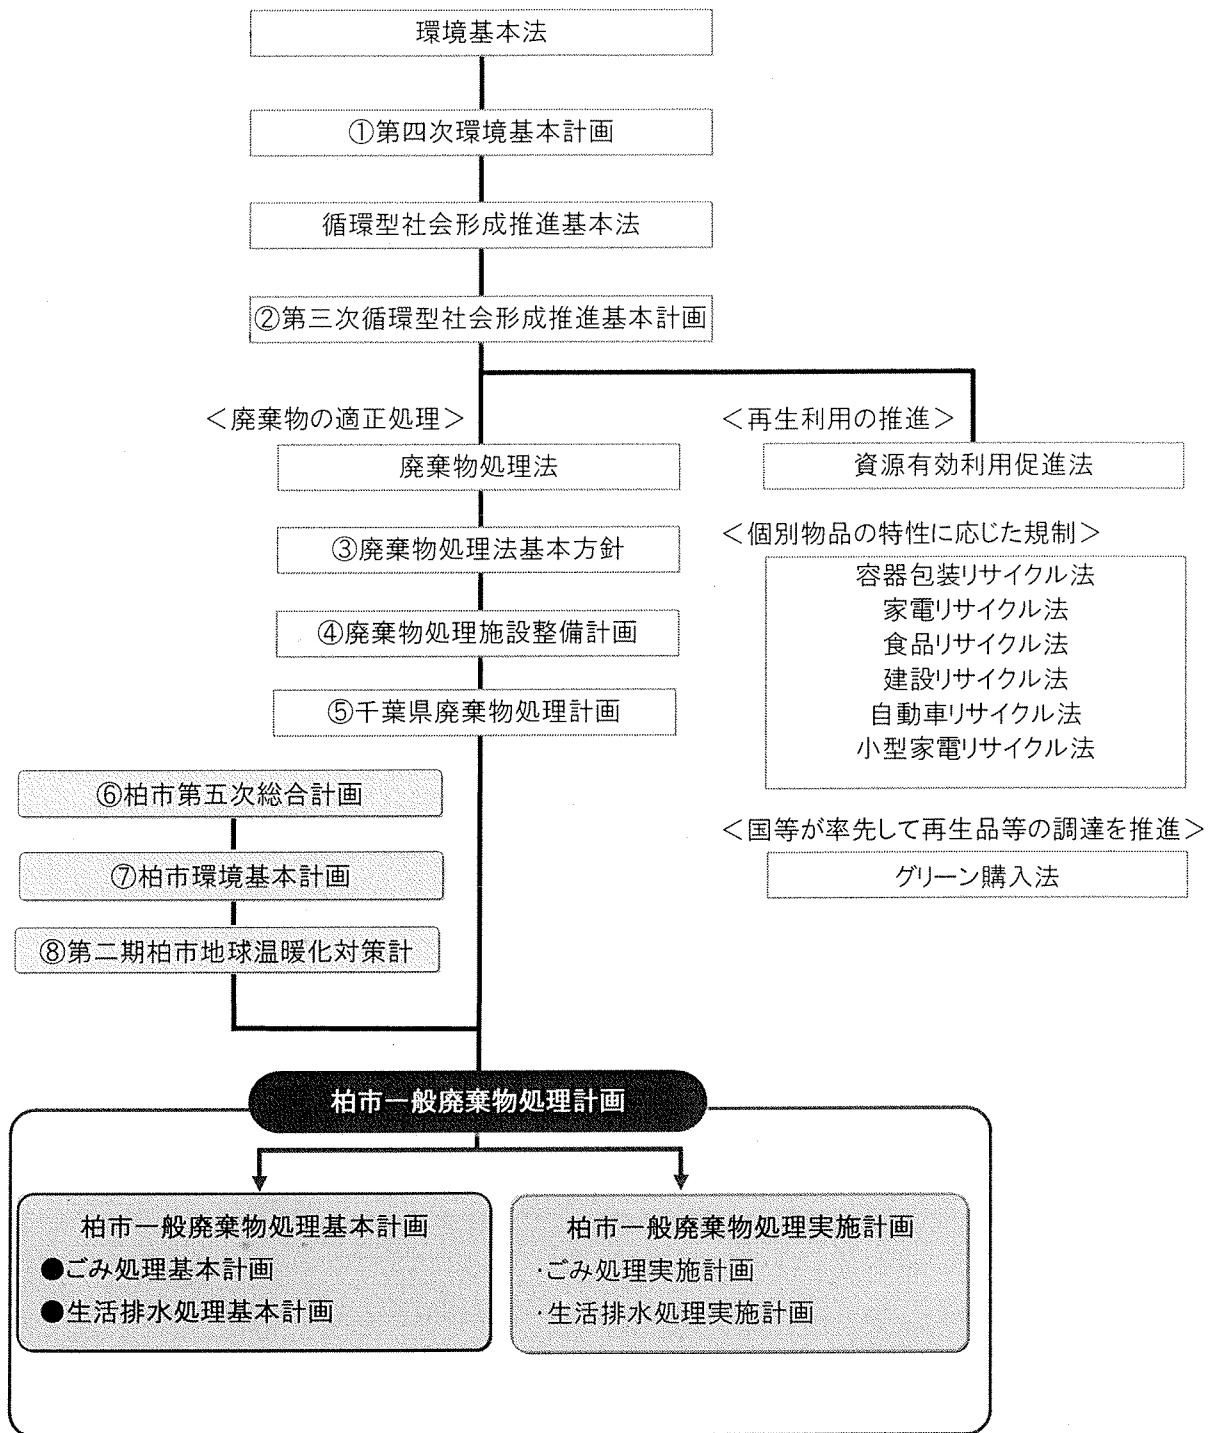 環境基本法
①第四次環境基本計画
循環型社会形成推進基本法
②第三次循環型社会形成推進基本計画
＜廃棄物の適正処理＞
廃棄物処理法
③廃棄物処理法基本方針
④廃棄物処理施設整備計画
⑤千葉県廃棄物処理計画
＜再生利用の推進＞
資源有効利用促進法
＜個別物品の特性に応じた規制＞
容器包装リサイクル法
家電リサイクル法
食品リサイクル法
建設リサイクル法
自動車リサイクル法
小型家電リサイクル法
＜国等が率先して再生品等の調達を推進＞
グリーン購入法
⑥柏市第五次総合計画
⑦柏市環境基本計画
⑧第二期柏市地球温暖化対策計
柏市一般廃棄物処理計画
柏市一般廃棄物処理基本計画
●ごみ処理基本計画
●生活排水処理基本計画
柏市一般廃棄物処理実施計画
・ごみ処理実施計画
・生活排水処理実施計画